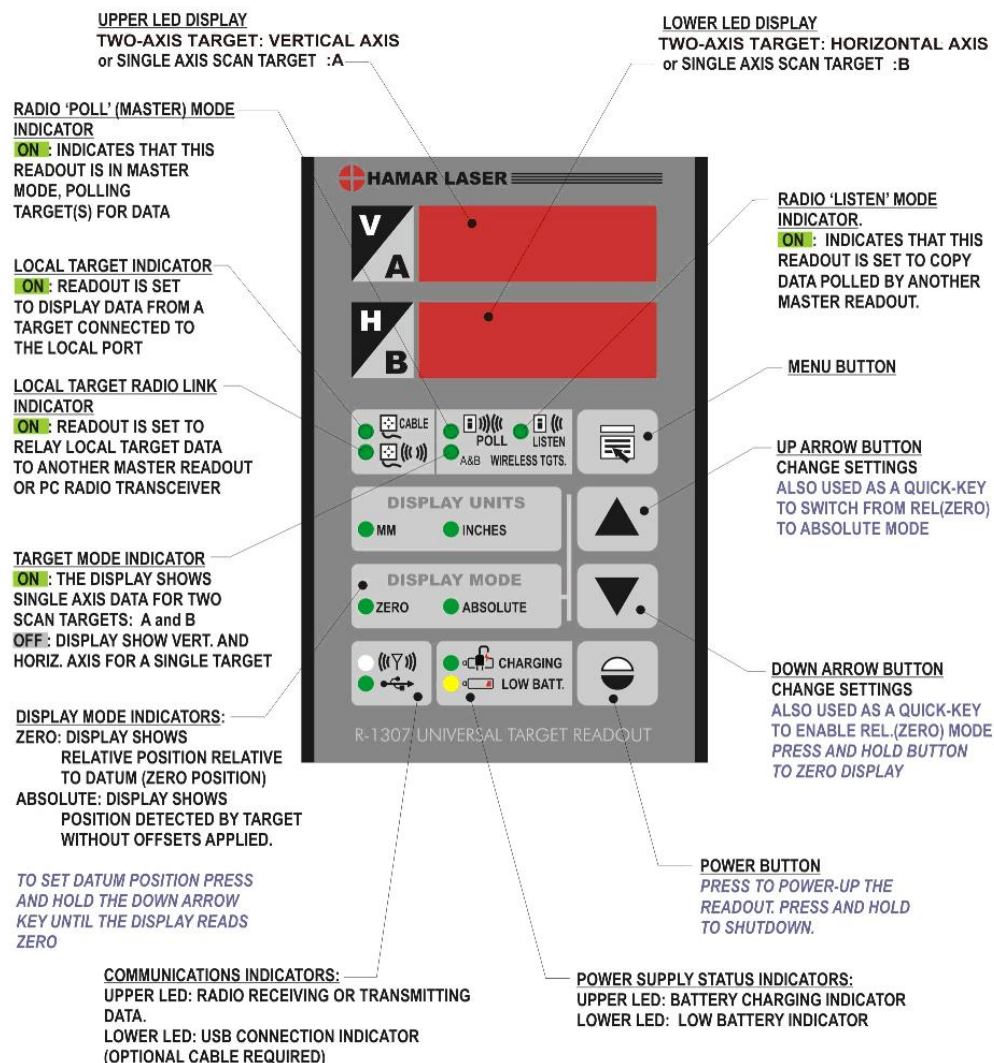 UPPER LED DISPLAY
TWO-AXIS TARGET: VERTICAL AXIS
or SINGLE AXIS SCAN TARGET :A
LOWER LED DISPLAY
TWO-AXIS TARGET: HORIZONTAL AXIS
or SINGLE AXIS SCAN TARGET :B
RADIO ‘POLL’ (MASTER) MODE
INDICATOR
ON : INDICATES THAT THIS
READOUT IS IN MASTER
MODE, POLLING
TARGET(S) FOR DATA
LOCAL TARGET INDICATOR
ON : READOUT IS SET
TO DISPLAY DATA FROM A
TARGET CONNECTED TO
THE LOCAL PORT
LOCAL TARGET RADIO LINK
INDICATOR
ON : READOUT IS SET TO
RELAY LOCAL TARGET DATA
TO ANOTHER MASTER READOUT
OR PC RADIO TRANSCEIVER
TARGET MODE INDICATOR
ON : THE DISPLAY SHOWS
SINGLE AXIS DATA FOR TWO
SCAN TARGETS: A and B
OFF : DISPLAY SHOW VERT. AND
HORIZ. AXIS FOR A SINGLE TARGET
DISPLAY MODE INDICATORS:
ZERO: DISPLAY SHOWS
RELATIVE POSITION RELATIVE
TO DATUM (ZERO POSITION)
ABSOLUTE: DISPLAY SHOWS
POSITION DETECTED BY TARGET
WITHOUT OFFSETS APPLIED.
TO SET DATUM POSITION PRESS
AND HOLD THE DOWN ARROW
KEY UNTIL THE DISPLAY READS
ZERO
HAMAR LASER
V
A
H
B
CABLE
POLL
LISTEN
A&B WIRELESS TGTS.
DISPLAY UNITS
MM INCHES
DISPLAY MODE
ZERO ABSOLUTE
CHARGING
LOW BATT.
R-1307 UNIVERSAL TARGET READOUT
RADIO ‘LISTEN’ MODE
INDICATOR.
ON : INDICATES THAT THIS
READOUT IS SET TO COPY
DATA POLLED BY ANOTHER
MASTER READOUT.
MENU BUTTON
UP ARROW BUTTON
CHANGE SETTINGS
ALSO USED AS A QUICK-KEY
TO SWITCH FROM REL(ZERO)
TO ABSOLUTE MODE
DOWN ARROW BUTTON
CHANGE SETTINGS
ALSO USED AS A QUICK-KEY
TO ENABLE REL.(ZERO) MODE
PRESS AND HOLD BUTTON
TO ZERO DISPLAY
POWER BUTTON
PRESS TO POWER-UP THE
READOUT. PRESS AND HOLD
TO SHUTDOWN.
COMMUNICATIONS INDICATORS:
UPPER LED: RADIO RECEIVING OR TRANSMITTING
DATA.
LOWER LED: USB CONNECTION INDICATOR
(OPTIONAL CABLE REQUIRED)
POWER SUPPLY STATUS INDICATORS:
UPPER LED: BATTERY CHARGING INDICATOR
LOWER LED: LOW BATTERY INDICATOR